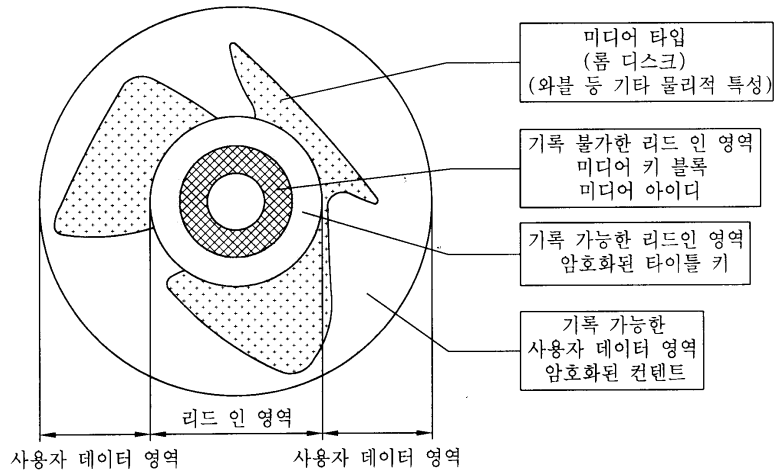 미디어 타입
(롬 디스크)
(와블 등 기타 물리적 특성)
기록 불가한 리드 인 영역
미디어 키 블록
미디어 아이디
기록 가능한 리드인 영역
암호화된 타이틀 키
기록 가능한
사용자 데이터 영역
암호화된 컨텐트
리드 인 영역
사용자 데이터 영역
사용자 데이터 영역